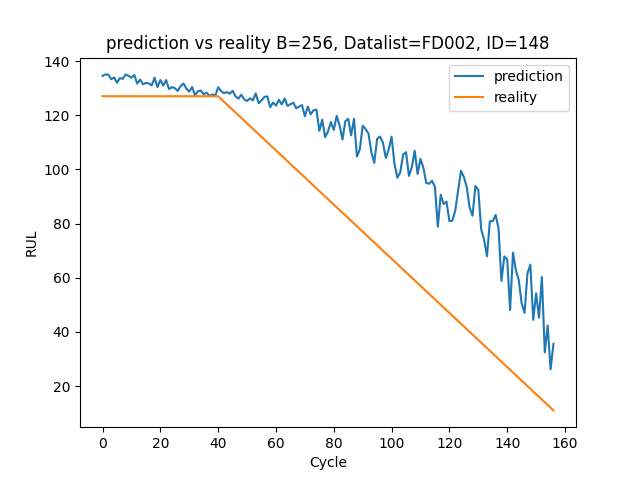 prediction vs reality B=256, Datalist=FD002, ID=148
prediction
reality
RUL
140
120
100
80
60
40
20
0 20 40 60 80 100 120 140 160
Cycle